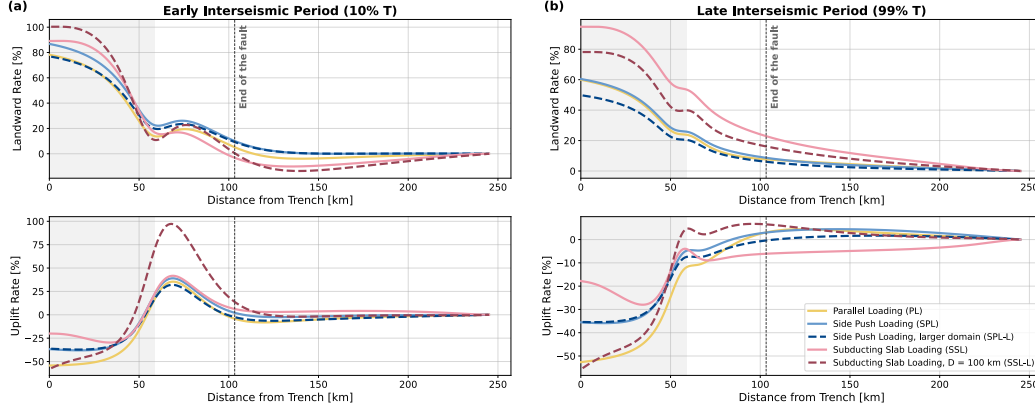 (a)
Early Interseismic Period (10% T)
Landward Rate [%]
100
80
60
40
20
0
End of the fault
0 50 100 150 200 250
Distance from Trench [km]
Uplift Rate [%]
100
75
50
25
0
−25
−50
0 50 100 150 200 250
Distance from Trench [km]
(b)
Late Interseismic Period (99% T)
Landward Rate [%]
80
60
40
20
0
End of the fault
0 50 100 150 200 250
Distance from Trench [km]
Uplift Rate [%]
0
−10
−20
−30
−40
−50
Parallel Loading (PL)
Side Push Loading (SPL)
Side Push Loading, larger domain (SPL-L)
Subducting Slab Loading (SSL)
Subducting Slab Loading, D = 100 km (SSL-L)
0 50 100 150 200 250
Distance from Trench [km]